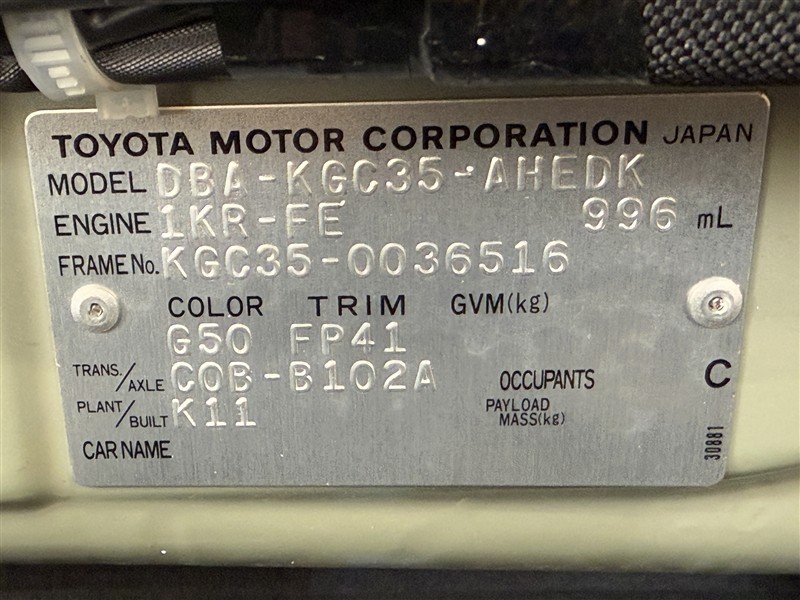 TOYOTA MOTOR CORPORATION JAPAN
MODEL DBA-KGC35-AHEDK
ENGINE 1KR-FE 996 mL
FRAME No. KGC35-0036516
COLOR TRIM GVM(kg)
G50 FP41
TRANS./AXLE C0B-B102A OCCUPANTS C
PLANT/BUILT K11 PAYLOAD MASS(kg)
CAR NAME
30881